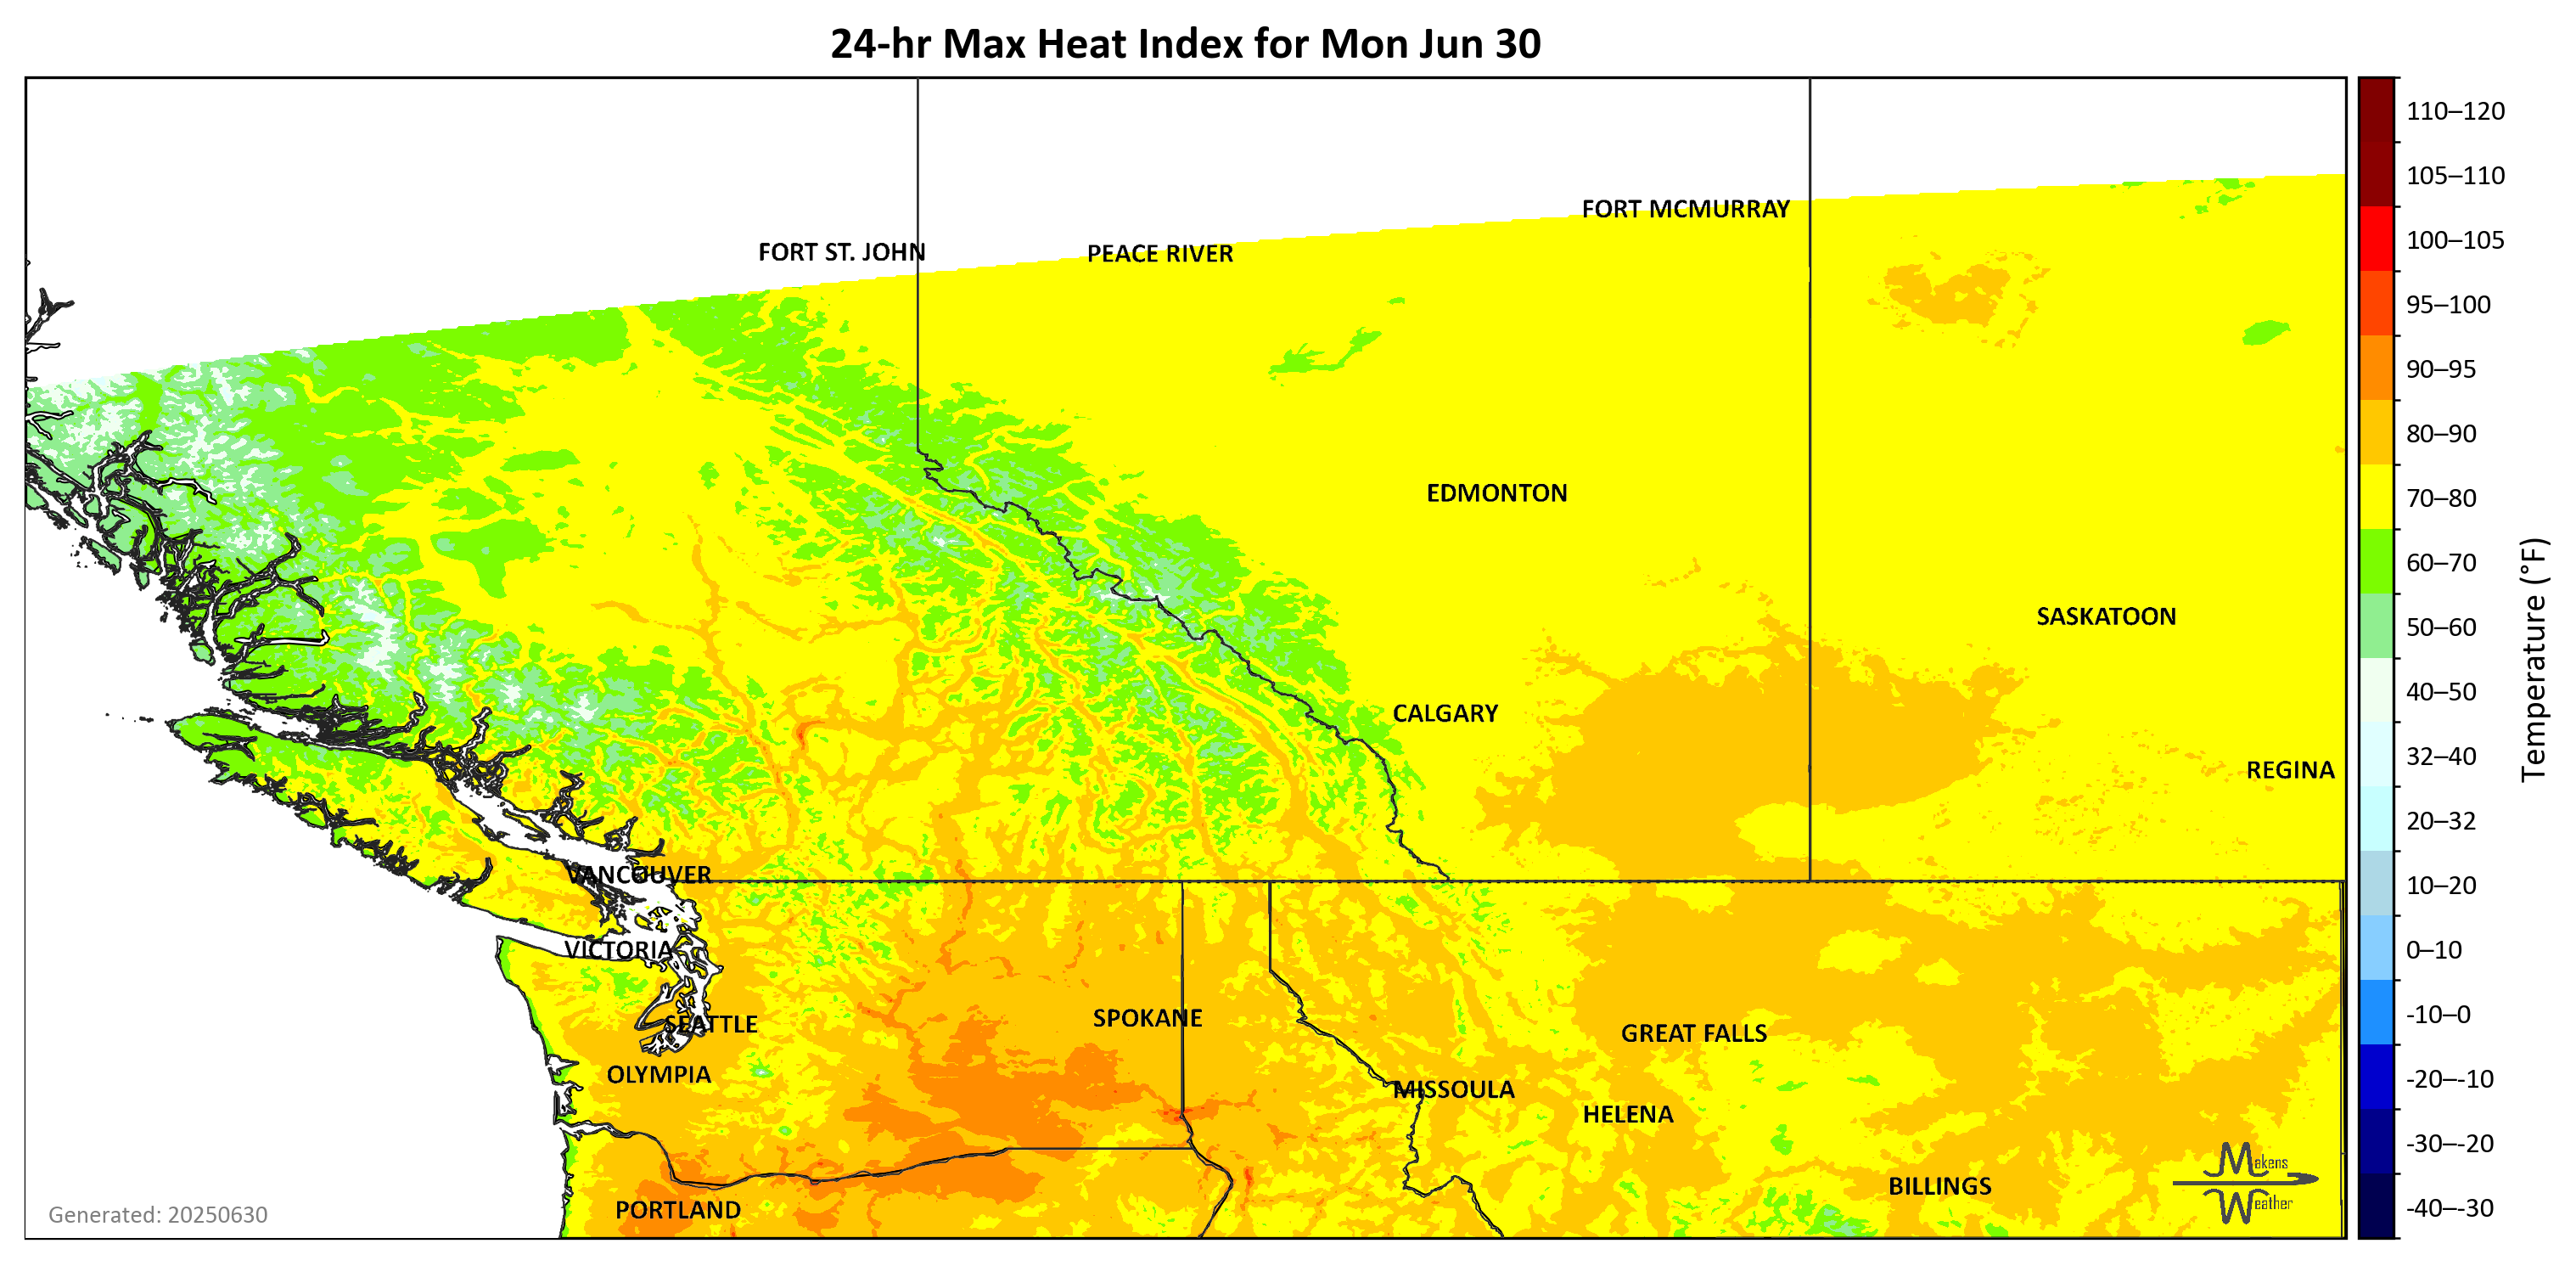 24-hr Max Heat Index for Mon Jun 30
110–120
105–110
FORT MCMURRAY
100–105
FORT ST. JOHN
PEACE RIVER
95–100
90–95
80–90
EDMONTON
70–80
60–70
SASKATOON
50–60
Temperature (°F)
40–50
CALGARY
32–40
REGINA
20–32
VANCOUVER
10–20
VICTORIA
0–10
SEATTLE
SPOKANE
GREAT FALLS
-10–0
OLYMPIA
MISSOULA
-20–-10
HELENA
-30–-20
Makens
Weather
BILLINGS
PORTLAND
-40–-30
Generated: 20250630